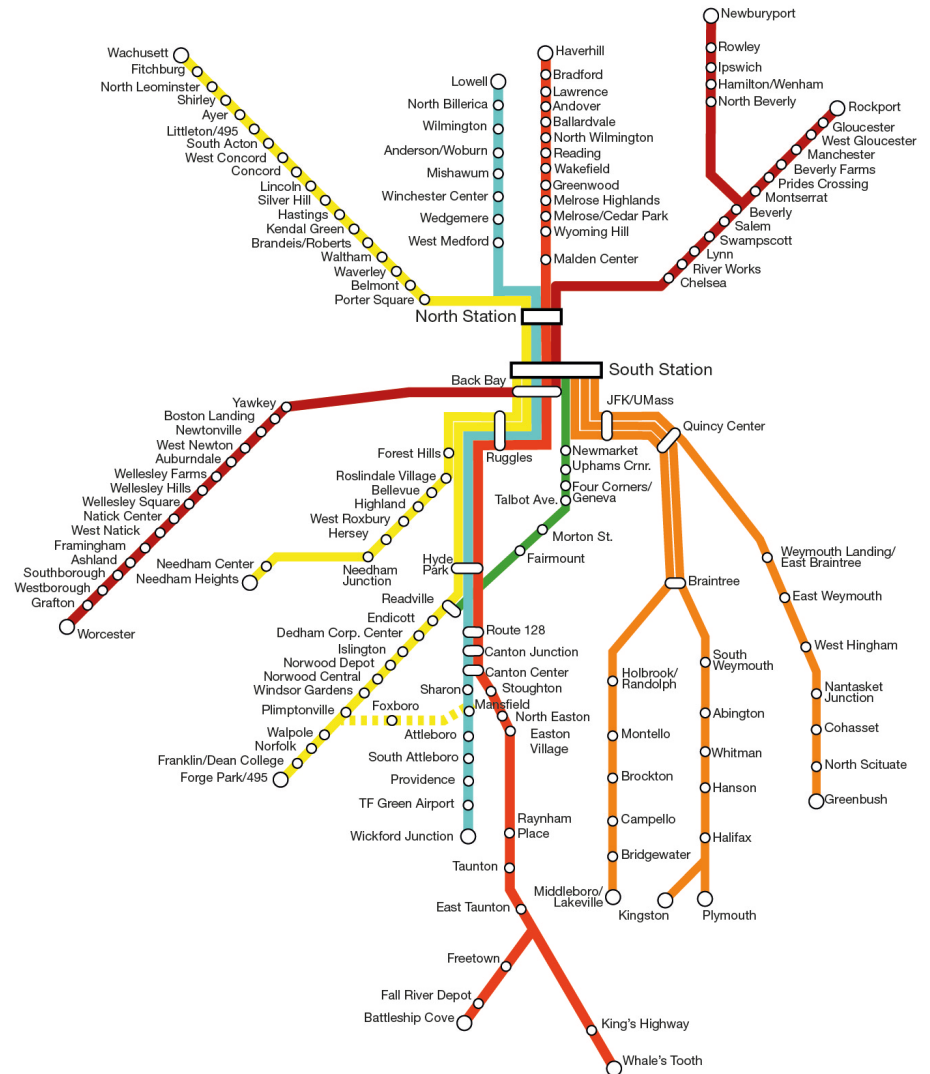 Newburyport
Rowley
Ipswich
Hamilton/Wenham
North Beverly
Rockport
Gloucester
West Gloucester
Manchester
Beverly Farms
Prides Crossing
Montserrat
Beverly
Salem
Swampscott
Lynn
River Works
Chelsea
Haverhill
Bradford
Lawrence
Andover
Ballardvale
North Wilmington
Reading
Wakefield
Greenwood
Melrose Highlands
Melrose/Cedar Park
Wyoming Hill
Malden Center
Lowell
North Billerica
Wilmington
Anderson/Woburn
Mishawum
Winchester Center
Wedgemere
West Medford
Wachusett
Fitchburg
North Leominster
Shirley
Ayer
Littleton/495
South Acton
West Concord
Concord
Lincoln
Silver Hill
Hastings
Kendal Green
Brandeis/Roberts
Waltham
Waverley
Belmont
Porter Square
North Station
South Station
Back Bay
JFK/UMass
Quincy Center
Ruggles
Yawkey
Boston Landing
Newtonville
West Newton
Auburndale
Wellesley Farms
Wellesley Hills
Wellesley Square
Natick Center
West Natick
Framingham
Ashland
Southborough
Westborough
Grafton
Worcester
Forest Hills
Roslindale Village
Bellevue
Highland
West Roxbury
Hersey
Needham
Junction
Needham Center
Needham Heights
Newmarket
Uphams Crnr.
Four Corners/
Geneva
Talbot Ave.
Morton St.
Fairmount
Hyde
Park
Readville
Endicott
Dedham Corp. Center
Islington
Norwood Depot
Norwood Central
Windsor Gardens
Plimptonville
Walpole
Norfolk
Franklin/Dean College
Forge Park/495
Foxboro
Route 128
Canton Junction
Canton Center
Sharon
Mansfield
Attleboro
South Attleboro
Providence
TF Green Airport
Wickford Junction
Stoughton
North Easton
Easton
Village
Raynham
Place
Taunton
East Taunton
Freetown
Fall River Depot
Battleship Cove
King's Highway
Whale's Tooth
Braintree
Holbrook/
Randolph
Montello
Brockton
Campello
Bridgewater
Middleboro/
Lakeville
South
Weymouth
Abington
Whitman
Hanson
Halifax
Kingston
Plymouth
Weymouth Landing/
East Braintree
East Weymouth
West Hingham
Nantasket
Junction
Cohasset
North Scituate
Greenbush